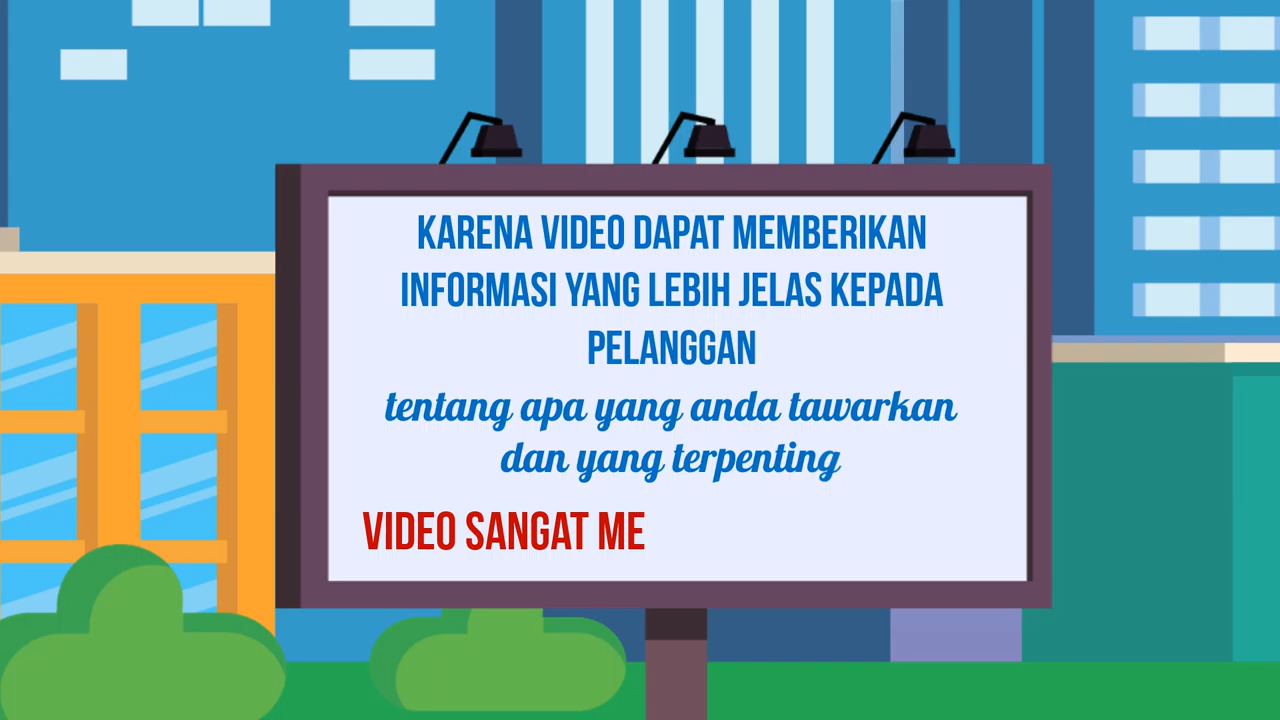 KARENA VIDEO DAPAT MEMBERIKAN
INFORMASI YANG LEBIH JELAS KEPADA
PELANGGAN
tentang apa yang anda tawarkan
dan yang terpenting
VIDEO SANGAT ME